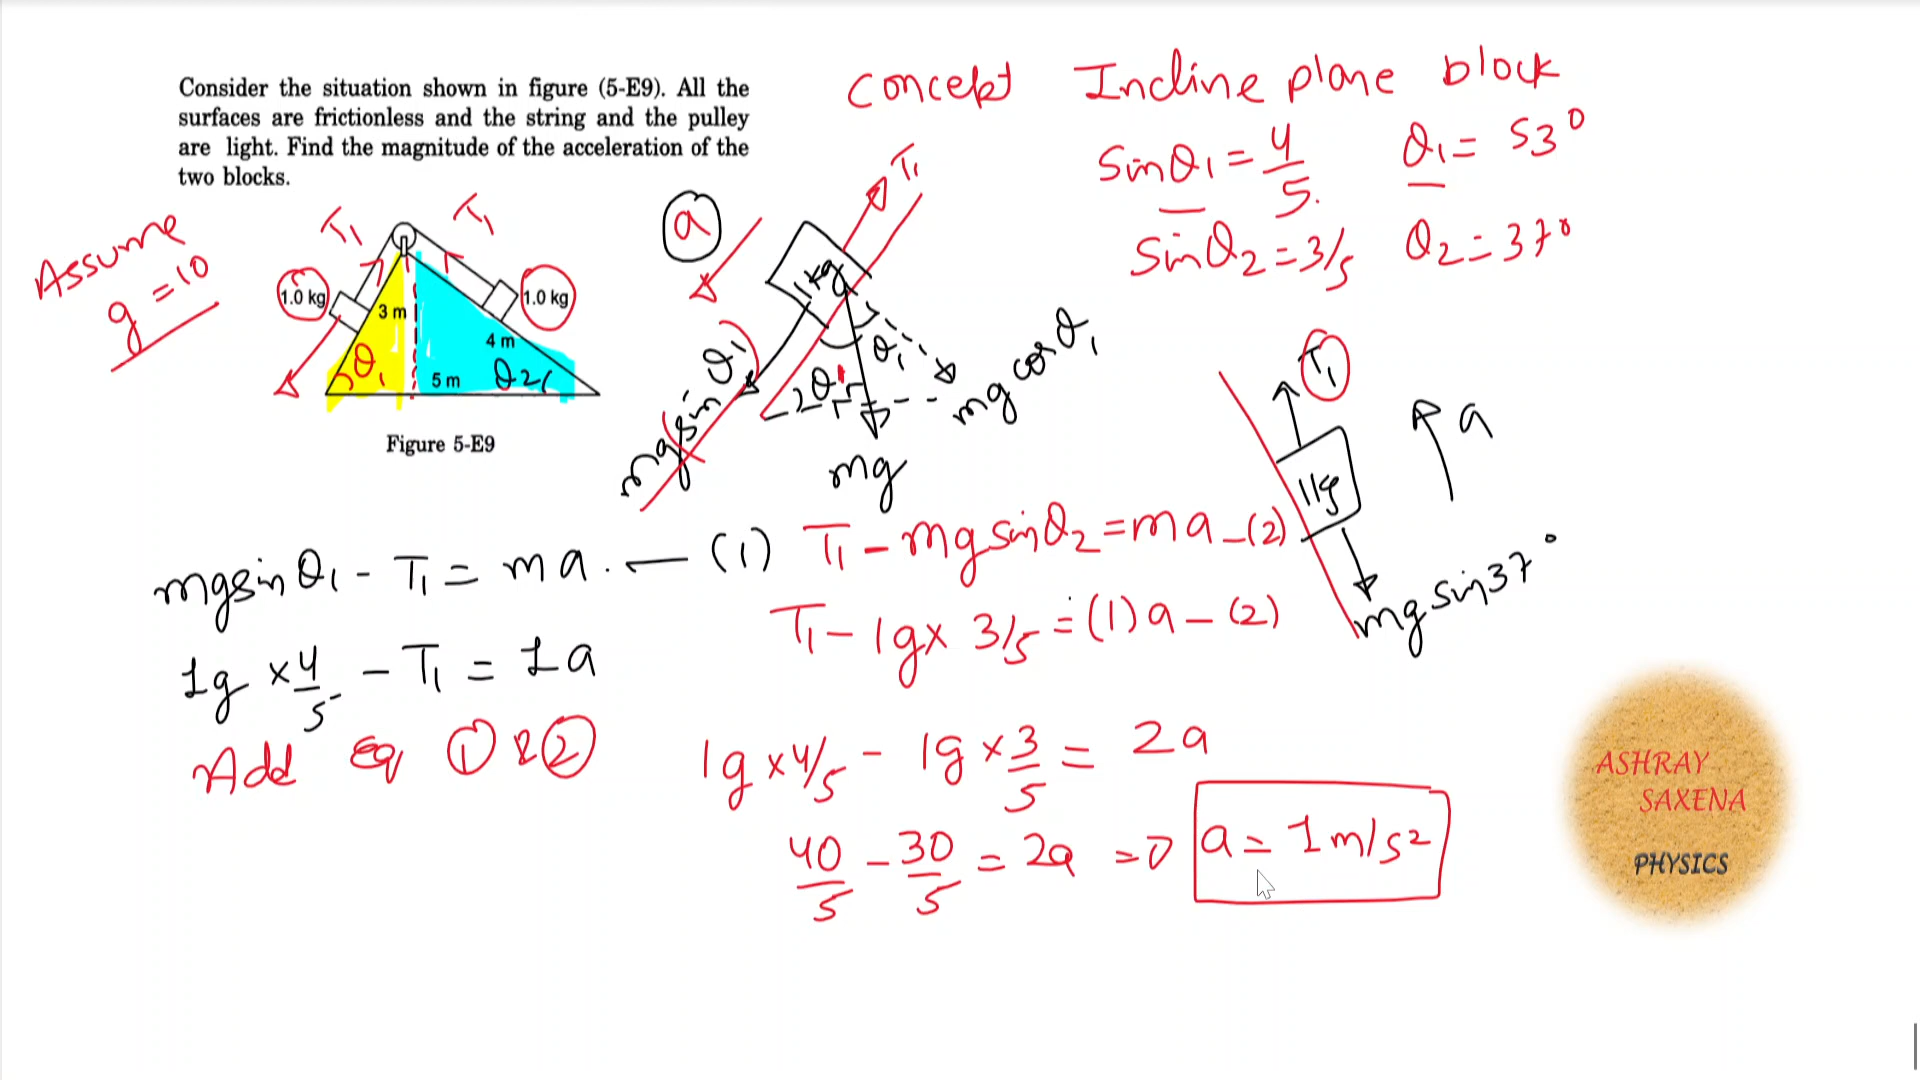 Consider the situation shown in figure (5-E9). All the
surfaces are frictionless and the string and the pulley
are light. Find the magnitude of the acceleration of the
two blocks.
Concept Incline plane block
Sinθ1 = 4/5. θ1 = 53°
Sinθ2 = 3/5 θ2 = 37°
Assume
g = 10
T1 T1
1.0 kg 1.0 kg
3 m
4 m
5 m
θ1 θ2
Figure 5-E9
a
T1
1kg
θ1
mg sin θ1
mg cos θ1
mg
T1
a
1kg
mg sin37°
mgsinθ1 - T1 = ma. — (1)
T1 - mg sinθ2 = ma - (2)
1g × 4/5 - T1 = 1a
T1 - 1g × 3/5 = (1)a - (2)
Add Eq ① & ②
1g × 4/5 - 1g × 3/5 = 2a
40/5 - 30/5 = 2a => a = 1 m/s²
ASHRAY
SAXENA
PHYSICS